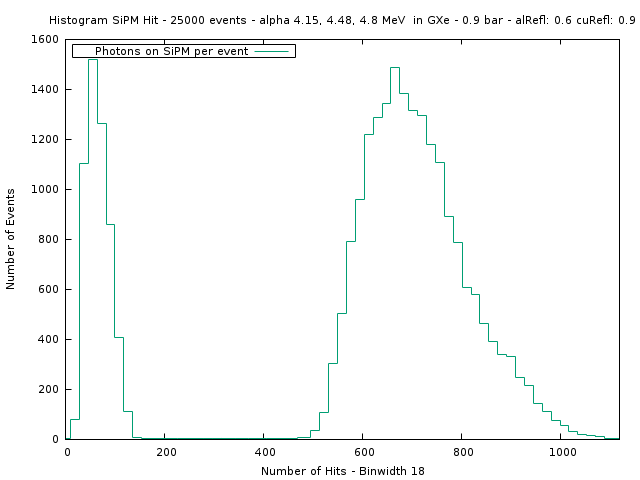 Histogram SiPM Hit - 25000 events - alpha 4.15, 4.48, 4.8 MeV  in GXe - 0.9 bar - alRefl: 0.6 cuRefl: 0.9
Photons on SiPM per event
1600
1400
1200
1000
800
600
400
200
0
Number of Events
0 200 400 600 800 1000
Number of Hits - Binwidth 18